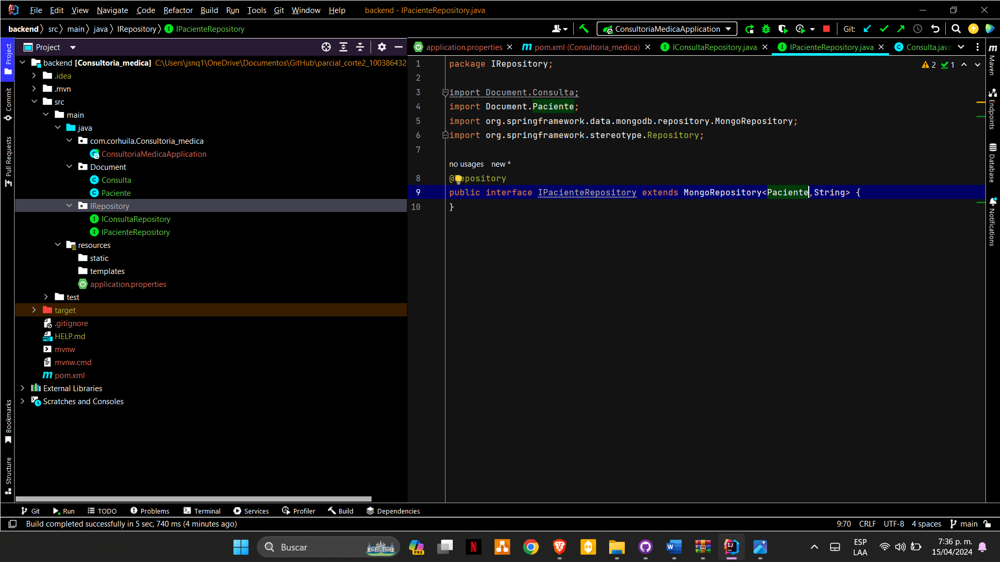 File Edit View Navigate Code Refactor Build Run Tools Git Window Help backend - IPacienteRepository.java
backend src main java IRepository IPacienteRepository ConsultoriaMedicaApplication Git:
Project
application.properties pom.xml (Consultoria_medica) IConsultaRepository.java IPacienteRepository.java Consulta.jav
backend [Consultoria_medica] C:\Users\jsnq1\OneDrive\Documentos\GitHub\parcial_corte2_100386432
.idea
.mvn
src
main
java
com.corhuila.Consultoria_medica
ConsultoriaMedicaApplication
Document
Consulta
Paciente
IRepository
IConsultaRepository
IPacienteRepository
resources
static
templates
application.properties
test
target
.gitignore
HELP.md
mvnw
mvnw.cmd
pom.xml
External Libraries
Scratches and Consoles
1 package IRepository;
2
3 import Document.Consulta;
4 import Document.Paciente;
5 import org.springframework.data.mongodb.repository.MongoRepository;
6 import org.springframework.stereotype.Repository;
7
no usages new *
8 @Repository
9 public interface IPacienteRepository extends MongoRepository<Paciente,String> {
10 }
2 1
Project
Commit
Pull Requests
Bookmarks
Structure
Maven
Endpoints
Database
Notifications
Git Run TODO Problems Terminal Services Profiler Build Dependencies
Build completed successfully in 5 sec, 740 ms (4 minutes ago) 9:70 CRLF UTF-8 4 spaces main
Buscar
PRE
ESP
LAA
7:36 p. m.
15/04/2024